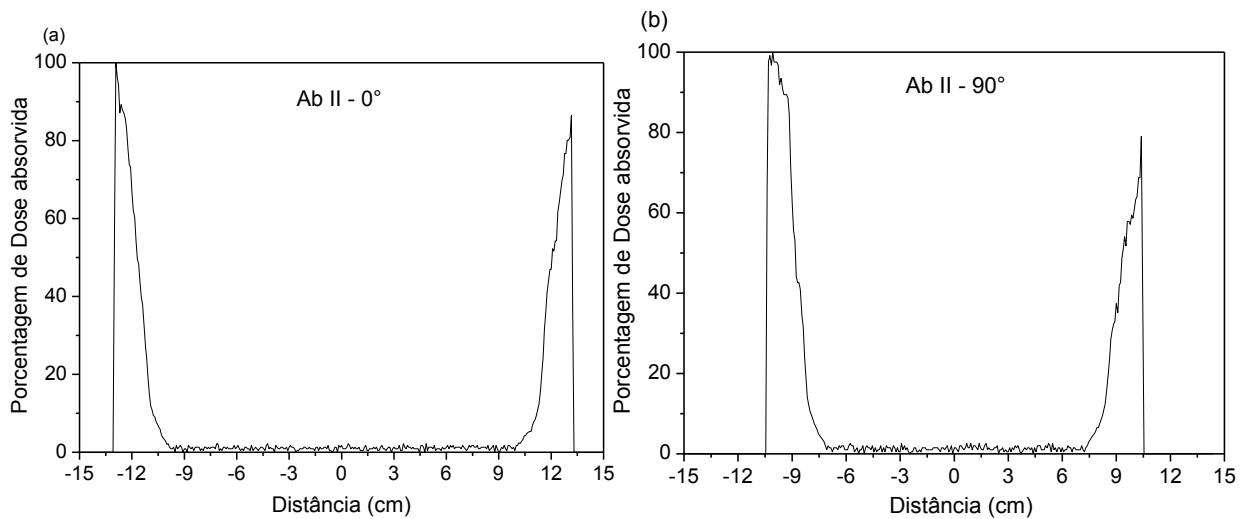 (a)
Ab II - 0°
Porcentagem de Dose absorvida
100
80
60
40
20
0
-15 -12 -9 -6 -3 0 3 6 9 12 15
Distância (cm)
(b)
Ab II - 90°
Porcentagem de Dose absorvida
100
80
60
40
20
0
-15 -12 -9 -6 -3 0 3 6 9 12 15
Distância (cm)